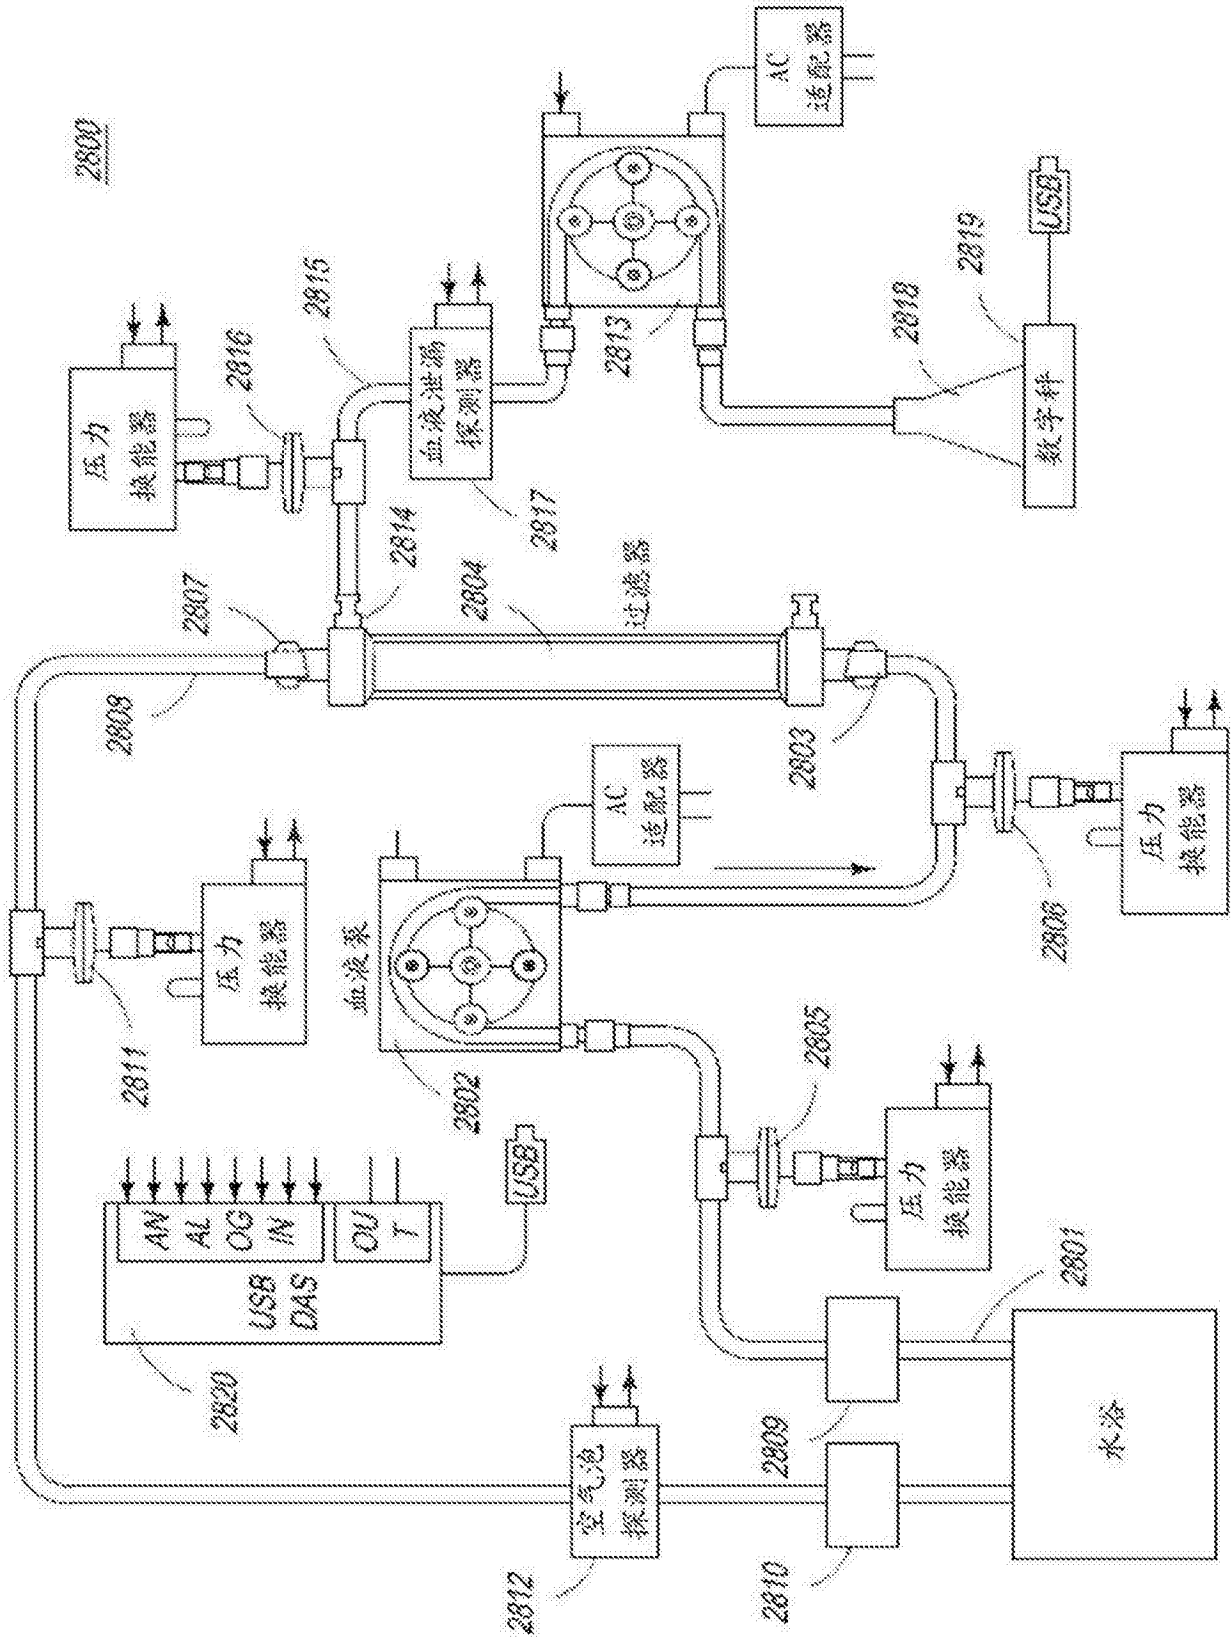 2800
AC
适配器
压力
换能器
2816
2815
血液泄漏
探测器
2817
2813
2818
2819
USB
数字秤
2807
2808
2814
2804
过滤器
2803
压力
换能器
2811
血液泵
2802
AC
适配器
2806
压力
换能器
2805
压力
换能器
AN
AL
OG
IN
OU
T
USB
DAS
USB
2820
空气泡
探测器
2812
2809
2810
2801
水浴